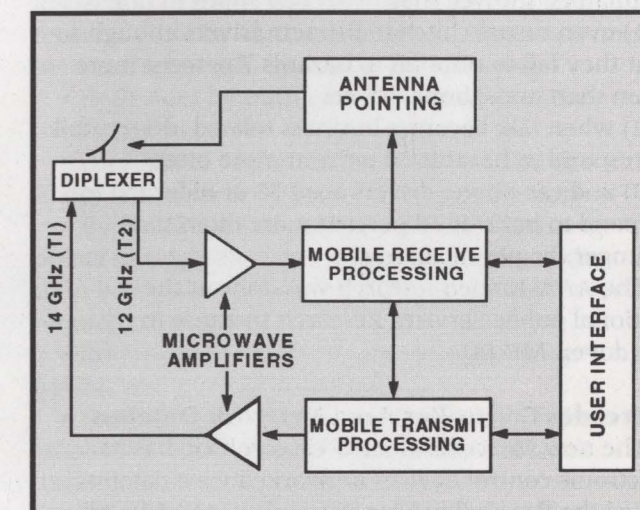 ANTENNA
POINTING
DIPLEXER
14 GHz (T1)
12 GHz (T2)
MOBILE RECEIVE
PROCESSING
MICROWAVE
AMPLIFIERS
MOBILE TRANSMIT
PROCESSING
USER INTERFACE